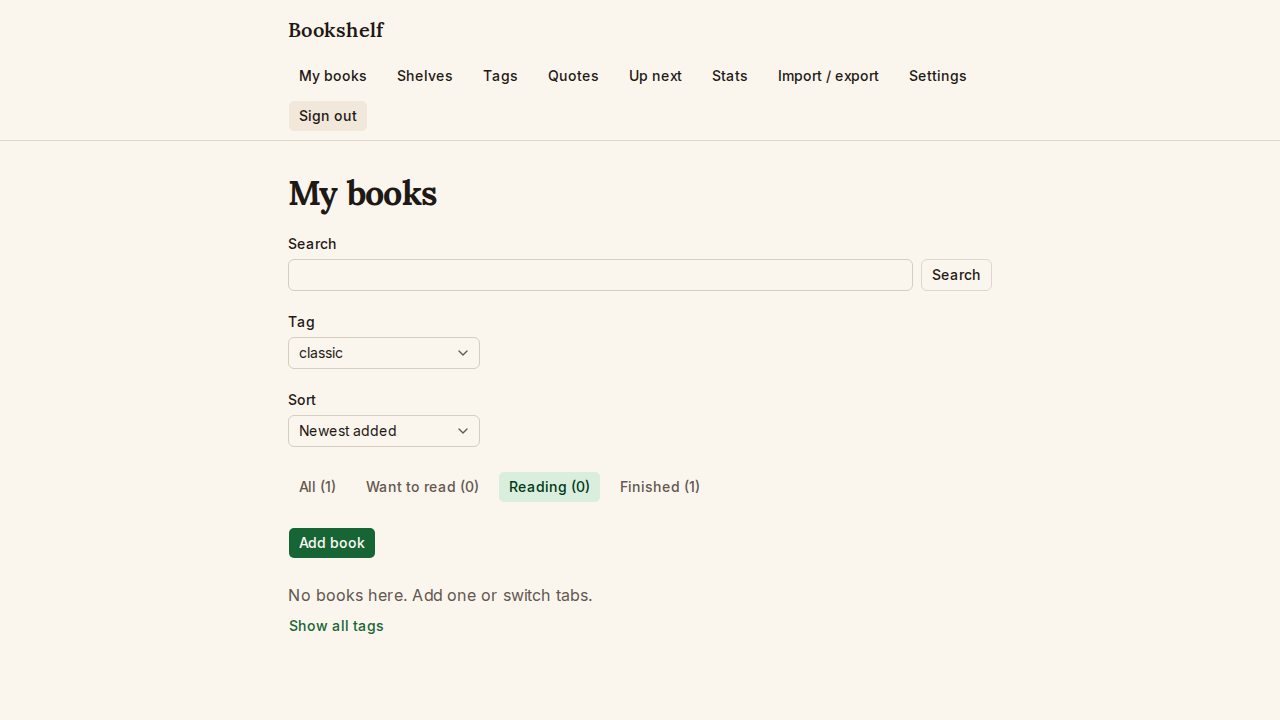 Bookshelf
My books Shelves Tags Quotes Up next Stats Import / export Settings
Sign out
My books
Search
Search
Tag
classic
Sort
Newest added
All (1) Want to read (0) Reading (0) Finished (1)
Add book
No books here. Add one or switch tabs.
Show all tags